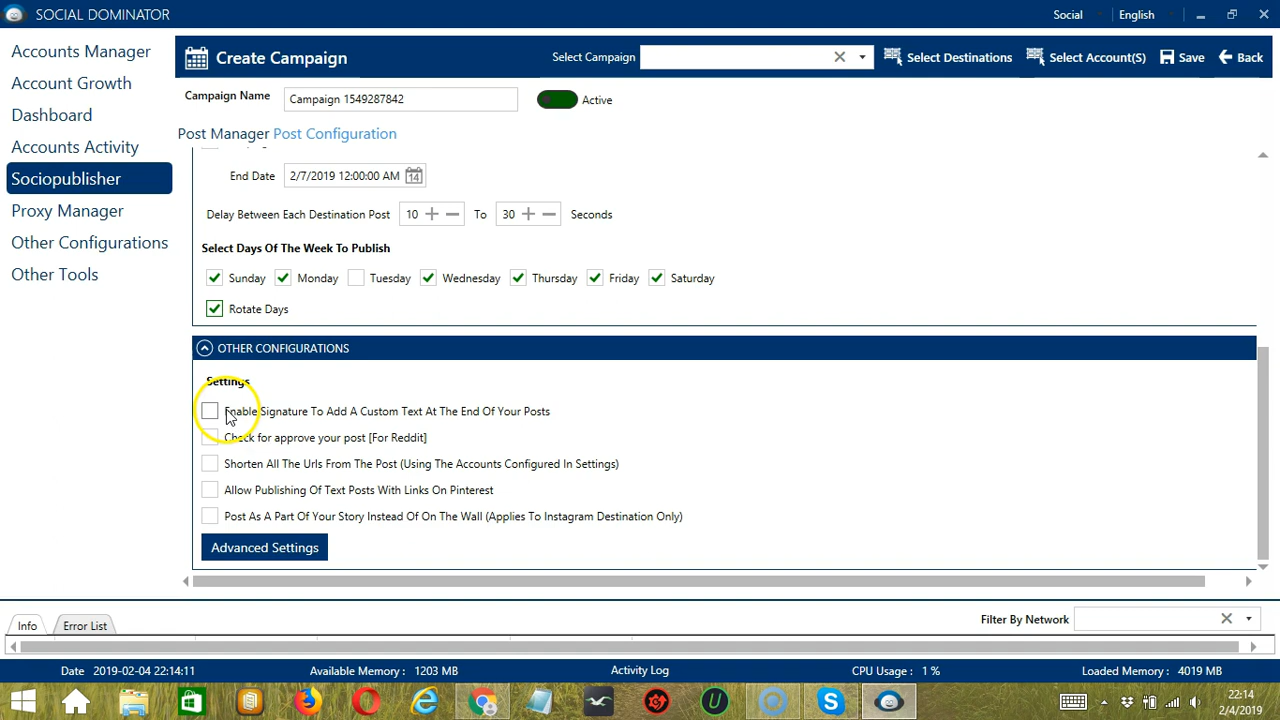 SOCIAL DOMINATOR
Social English
Accounts Manager
Account Growth
Dashboard
Accounts Activity
Sociopublisher
Proxy Manager
Other Configurations
Other Tools
Create Campaign Select Campaign Select Destinations Select Account(S) Save Back
Campaign Name Campaign 1549287842 Active
Post Manager Post Configuration
End Date 2/7/2019 12:00:00 AM 14
Delay Between Each Destination Post 10 + − To 30 + − Seconds
Select Days Of The Week To Publish
Sunday Monday Tuesday Wednesday Thursday Friday Saturday
Rotate Days
OTHER CONFIGURATIONS
Settings
Enable Signature To Add A Custom Text At The End Of Your Posts
Check for approve your post [For Reddit]
Shorten All The Urls From The Post (Using The Accounts Configured In Settings)
Allow Publishing Of Text Posts With Links On Pinterest
Post As A Part Of Your Story Instead Of On The Wall (Applies To Instagram Destination Only)
Advanced Settings
Info Error List Filter By Network
Date 2019-02-04 22:14:11 Available Memory : 1203 MB Activity Log CPU Usage : 1 % Loaded Memory : 4019 MB
22:14
2/4/2019